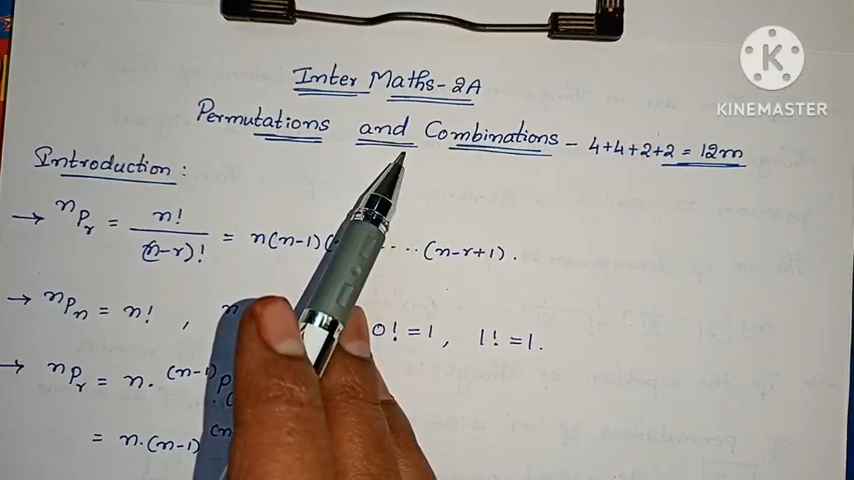 Inter Maths-2A
Permutations and Combinations - 4+4+2+2 = 12m
Introduction :
→ nPr = n!/(n-r)! = n(n-1)( .... (n-r+1).
→ nPn = n! , n 0! = 1, 1! = 1.
→ nPr = n. (n-1)P
= n.(n-1) (n
K
KINEMASTER